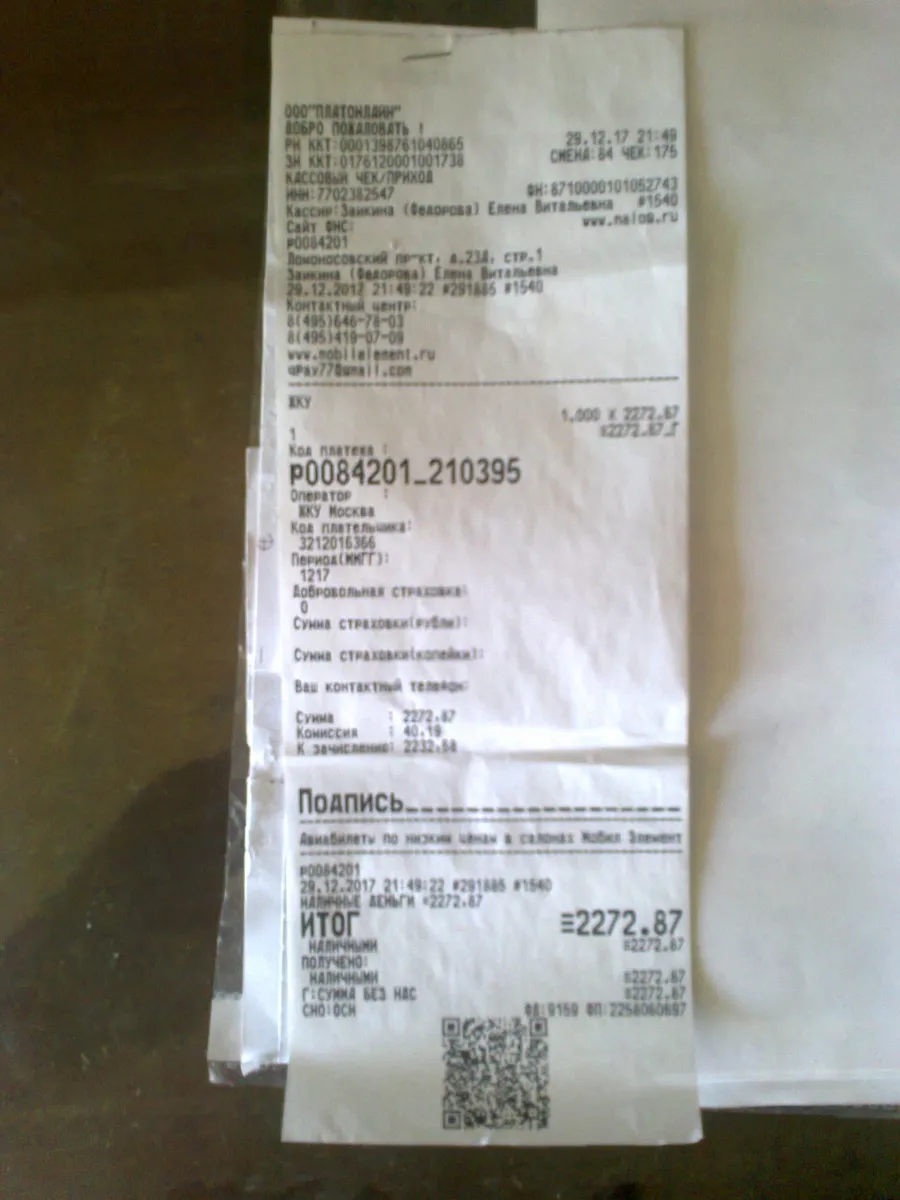 ООО"ПЛАТОНЛАЙН"
ДОБРО ПОЖАЛОВАТЬ !
РН ККТ:0001398761040865 29.12.17 21:49
ЗН ККТ:0176120001001738 СМЕНА:84 ЧЕК:175
КАССОВЫЙ ЧЕК/ПРИХОД
ИНН:7702382547 ФН:8710000101052743
Кассир:Заикина (Федорова) Елена Витальевна #1540
Сайт ФНС: www.nalog.ru
p0084201
Ломоносовский пр-кт, д.23Д, стр.1
Заикина (Федорова) Елена Витальевна
29.12.2017 21:49:22 #291885 #1540
Контактный центр:
8(495)646-78-03
8(495)419-07-09
www.mobilelement.ru
ЖКУ
1.000 X 2272.87
1 ≡2272.87_Г
Код платежа :
p0084201_210395
Оператор :
ЖКУ Москва
Код плательщика:
3212016366
Период(ММГГ):
1217
Добровольная страховка:
0
Сумма страховки(рубли):
Сумма страховки(копейки):
Ваш контактный телефон:
Сумма : 2272.87
Комиссия : 40.19
К зачислению: 2232.68
Подпись____________________
Авиабилеты по низким ценам в салонах Мобил Элемент
p0084201
29.12.2017 21:49:22 #291885 #1540
НАЛИЧНЫЕ ДЕНЬГИ =2272.87
ИТОГ ≡2272.87
НАЛИЧНЫМИ ≡2272.87
ПОЛУЧЕНО:
НАЛИЧНЫМИ ≡2272.87
Г:СУММА БЕЗ НДС ≡2272.87
СНО:ОСН ФД:9159 ФП:2258060697